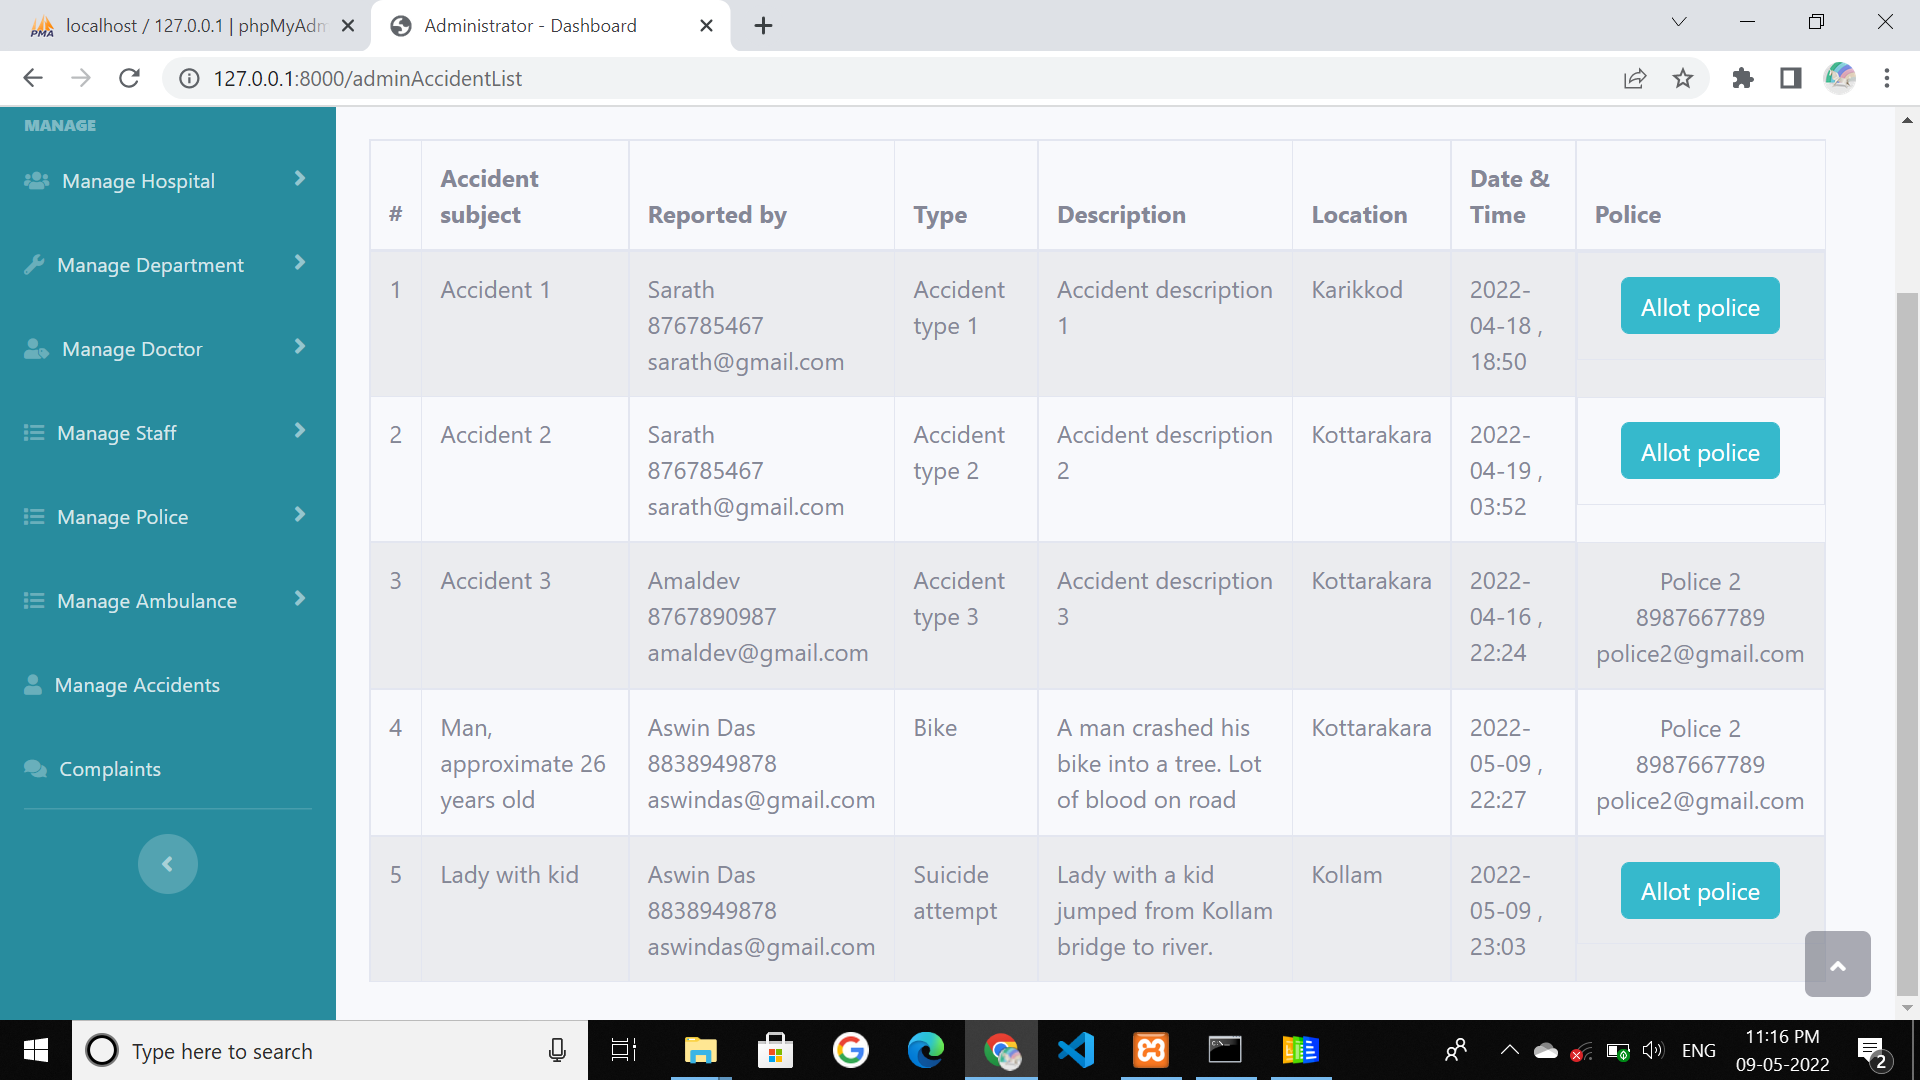 localhost / 127.0.0.1 | phpMyAdm
Administrator - Dashboard
127.0.0.1:8000/adminAccidentList
MANAGE
Manage Hospital
Manage Department
Manage Doctor
Manage Staff
Manage Police
Manage Ambulance
Manage Accidents
Complaints
# Accident subject Reported by Type Description Location Date & Time Police
1 Accident 1 Sarath 876785467 sarath@gmail.com Accident type 1 Accident description 1 Karikkod 2022-04-18 , 18:50 Allot police
2 Accident 2 Sarath 876785467 sarath@gmail.com Accident type 2 Accident description 2 Kottarakara 2022-04-19 , 03:52 Allot police
3 Accident 3 Amaldev 8767890987 amaldev@gmail.com Accident type 3 Accident description 3 Kottarakara 2022-04-16 , 22:24 Police 2 8987667789 police2@gmail.com
4 Man, approximate 26 years old Aswin Das 8838949878 aswindas@gmail.com Bike A man crashed his bike into a tree. Lot of blood on road Kottarakara 2022-05-09 , 22:27 Police 2 8987667789 police2@gmail.com
5 Lady with kid Aswin Das 8838949878 aswindas@gmail.com Suicide attempt Lady with a kid jumped from Kollam bridge to river. Kollam 2022-05-09 , 23:03 Allot police
Type here to search
ENG
11:16 PM
09-05-2022
2